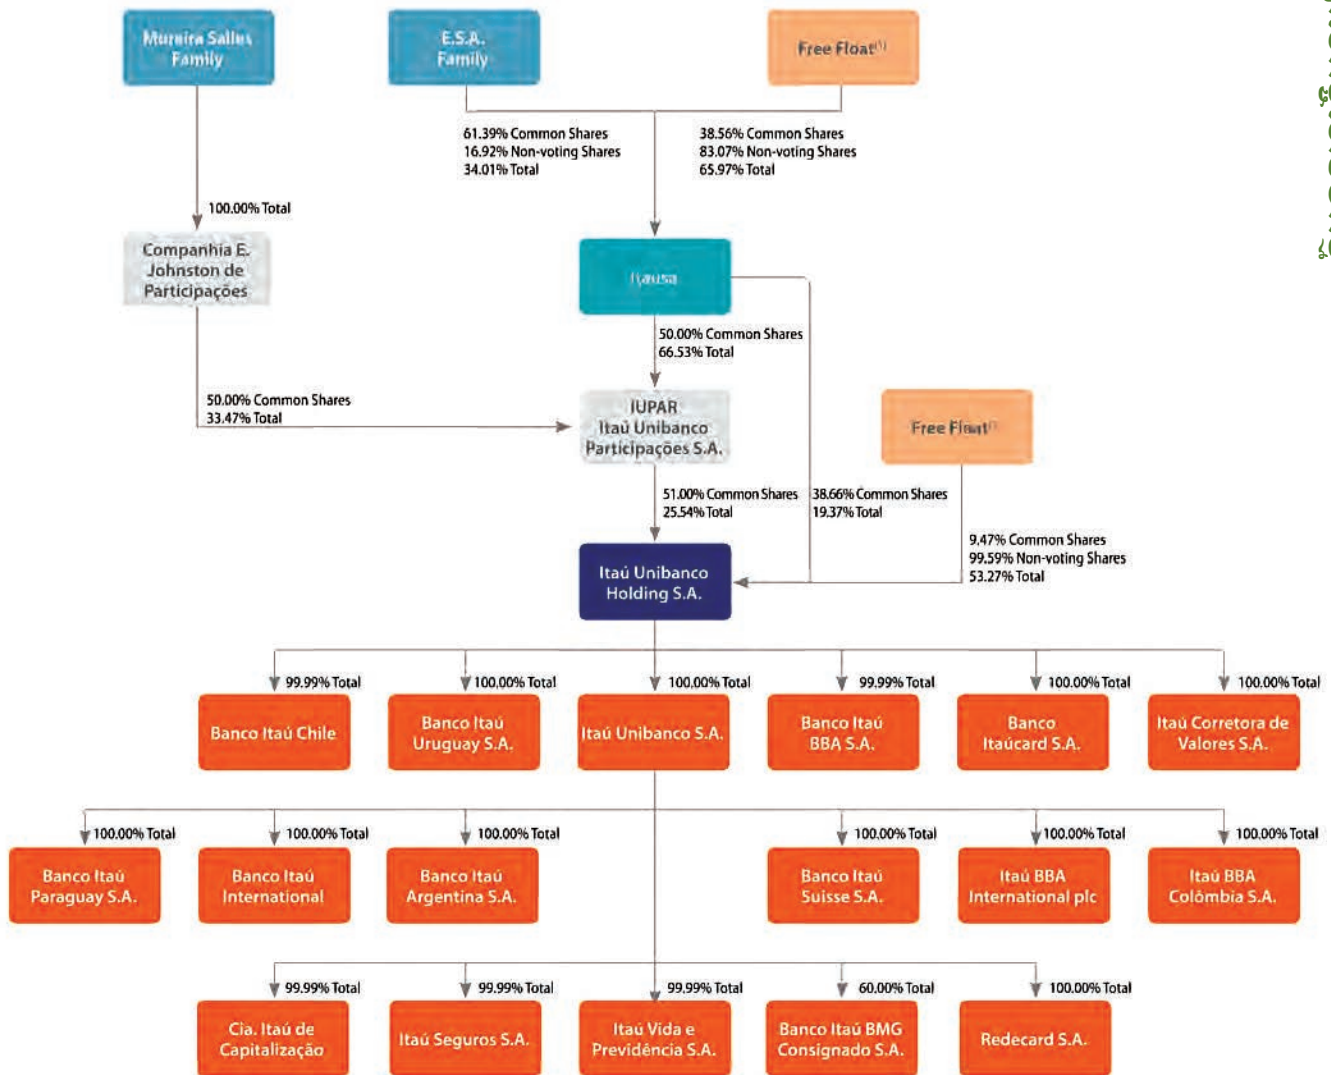 Moreira Salles
Family
E.S.A.
Family
Free Float(1)
61.39% Common Shares
16.92% Non-voting Shares
34.01% Total
38.56% Common Shares
83.07% Non-voting Shares
65.97% Total
100.00% Total
Companhia E.
Johnston de
Participações
Itausa
50.00% Common Shares
66.53% Total
50.00% Common Shares
33.47% Total
IUPAR
Itaú Unibanco
Participações S.A.
Free Float
51.00% Common Shares
25.54% Total
38.66% Common Shares
19.37% Total
9.47% Common Shares
99.59% Non-voting Shares
53.27% Total
Itaú Unibanco
Holding S.A.
99.99% Total
100.00% Total
100.00% Total
99.99% Total
100.00% Total
100.00% Total
Banco Itaú Chile
Banco Itaú
Uruguay S.A.
Itaú Unibanco S.A.
Banco Itaú
BBA S.A.
Banco
Itaúcard S.A.
Itaú Corretora de
Valores S.A.
100.00% Total
100.00% Total
100.00% Total
100.00% Total
100.00% Total
100.00% Total
Banco Itaú
Paraguay S.A.
Banco Itaú
International
Banco Itaú
Argentina S.A.
Banco Itaú
Suisse S.A.
Itaú BBA
International plc
Itaú BBA
Colômbia S.A.
99.99% Total
99.99% Total
99.99% Total
60.00% Total
100.00% Total
Cia. Itaú de
Capitalização
Itaú Seguros S.A.
Itaú Vida e
Previdência S.A.
Banco Itaú BMG
Consignado S.A.
Redecard S.A.